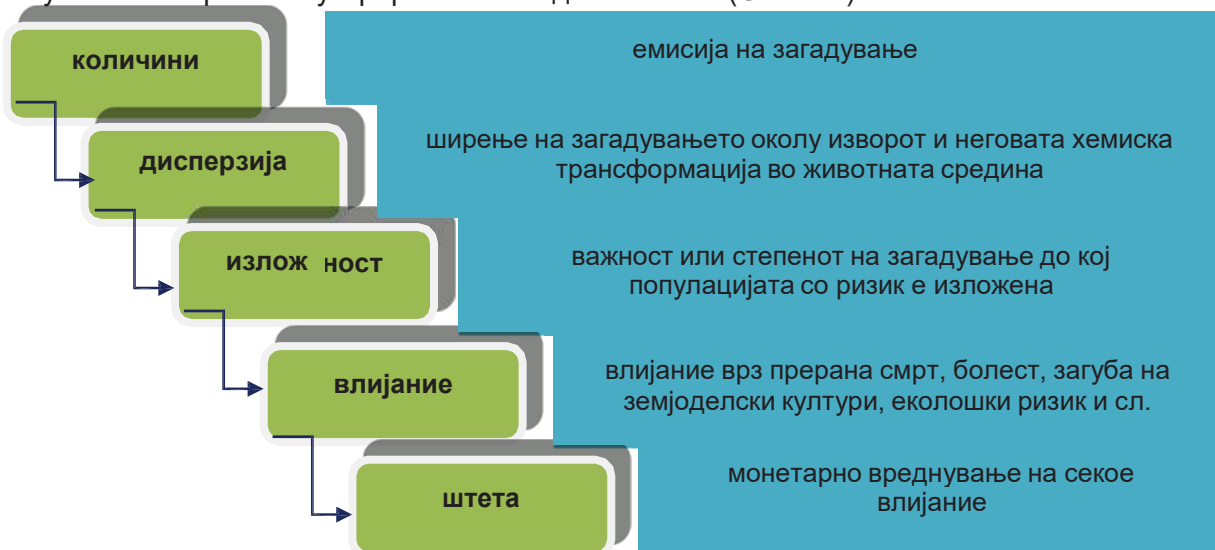 количини
емисија на загадување
дисперзија
ширење на загадувањето околу изворот и неговата хемиска
трансформација во животната средина
излож ност
важност или степенот на загадување до кој
популацијата со ризик е изложена
влијание
влијание врз прерана смрт, болест, загуба на
земјоделски култури, еколошки ризик и сл.
штета
монетарно вреднување на секое
влијание